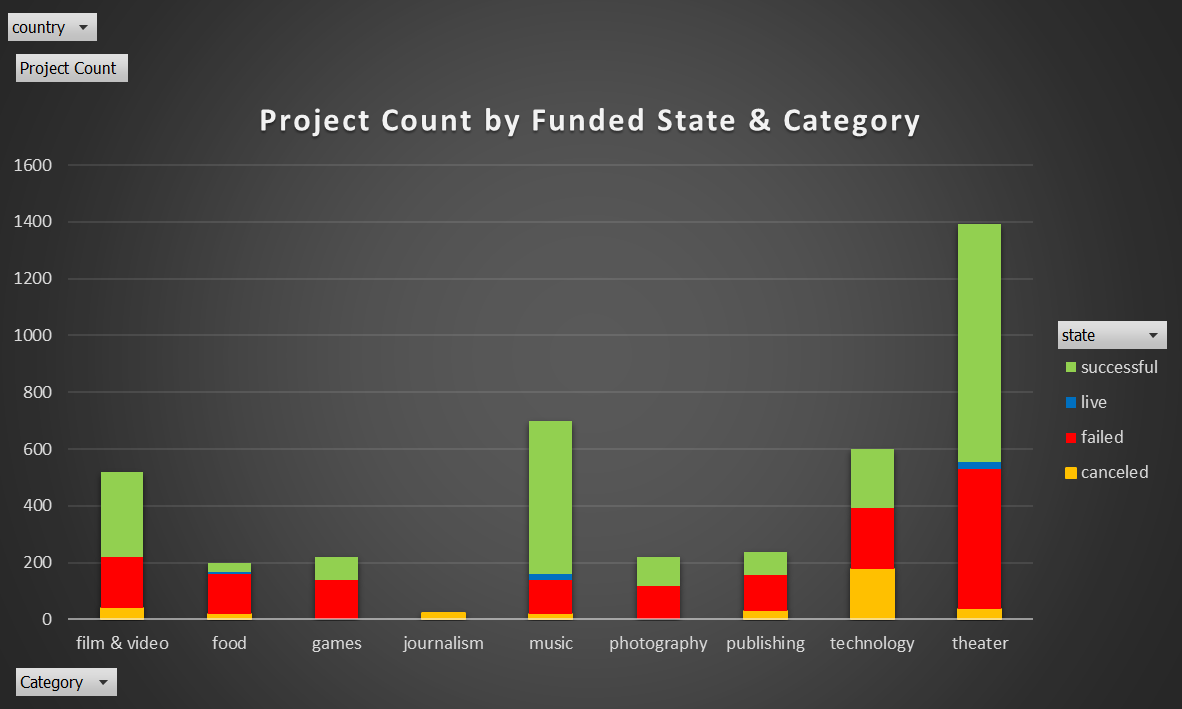 country
Project Count
Project Count by Funded State & Category
1600
1400
1200
1000
800
600
400
200
0
state
successful
live
failed
canceled
film & video food games journalism music photography publishing technology theater
Category